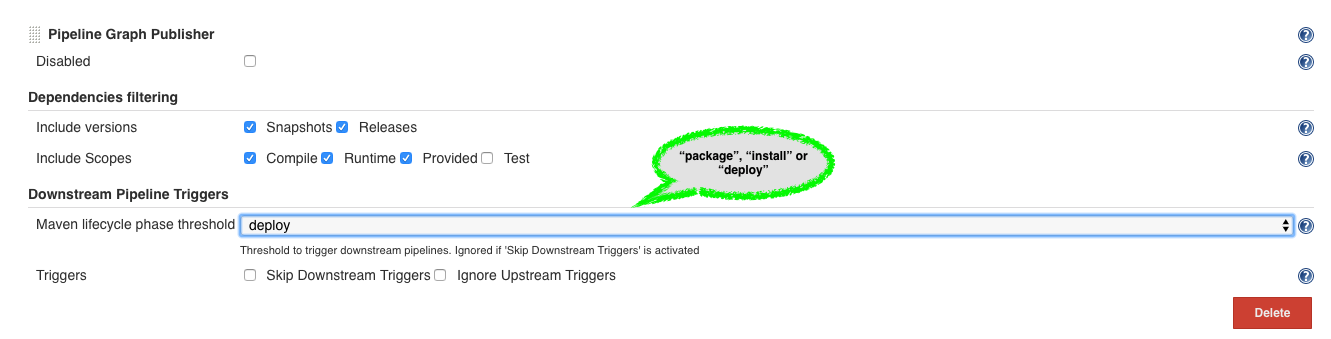 Pipeline Graph Publisher
Disabled
Dependencies filtering
Include versions Snapshots Releases
Include Scopes Compile Runtime Provided Test
“package”, “install” or
“deploy”
Downstream Pipeline Triggers
Maven lifecycle phase threshold deploy
Threshold to trigger downstream pipelines. Ignored if 'Skip Downstream Triggers' is activated
Triggers Skip Downstream Triggers Ignore Upstream Triggers
Delete